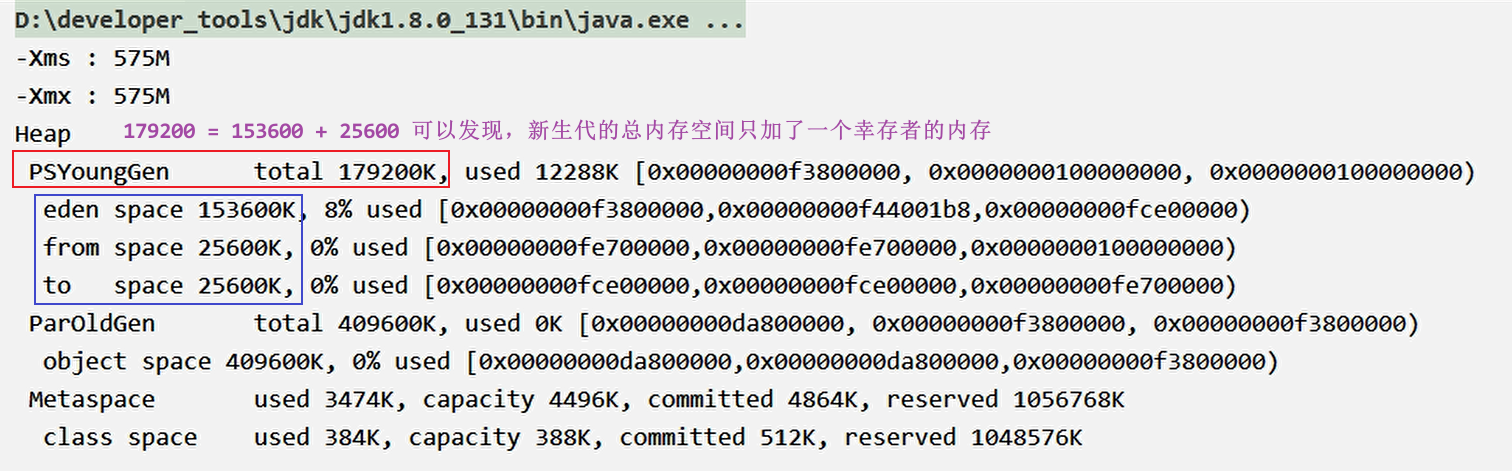 D:\developer_tools\jdk\jdk1.8.0_131\bin\java.exe ...
-Xms : 575M
-Xmx : 575M
Heap 179200 = 153600 + 25600 可以发现，新生代的总内存空间只加了一个幸存者的内存
PSYoungGen total 179200K, used 12288K [0x00000000f3800000, 0x0000000100000000, 0x0000000100000000)
eden space 153600K, 8% used [0x00000000f3800000,0x00000000f44001b8,0x00000000fce00000)
from space 25600K, 0% used [0x00000000fe700000,0x00000000fe700000,0x0000000100000000)
to space 25600K, 0% used [0x00000000fce00000,0x00000000fce00000,0x00000000fe700000)
ParOldGen total 409600K, used 0K [0x00000000da800000, 0x00000000f3800000, 0x00000000f3800000)
object space 409600K, 0% used [0x00000000da800000,0x00000000da800000,0x00000000f3800000)
Metaspace used 3474K, capacity 4496K, committed 4864K, reserved 1056768K
class space used 384K, capacity 388K, committed 512K, reserved 1048576K